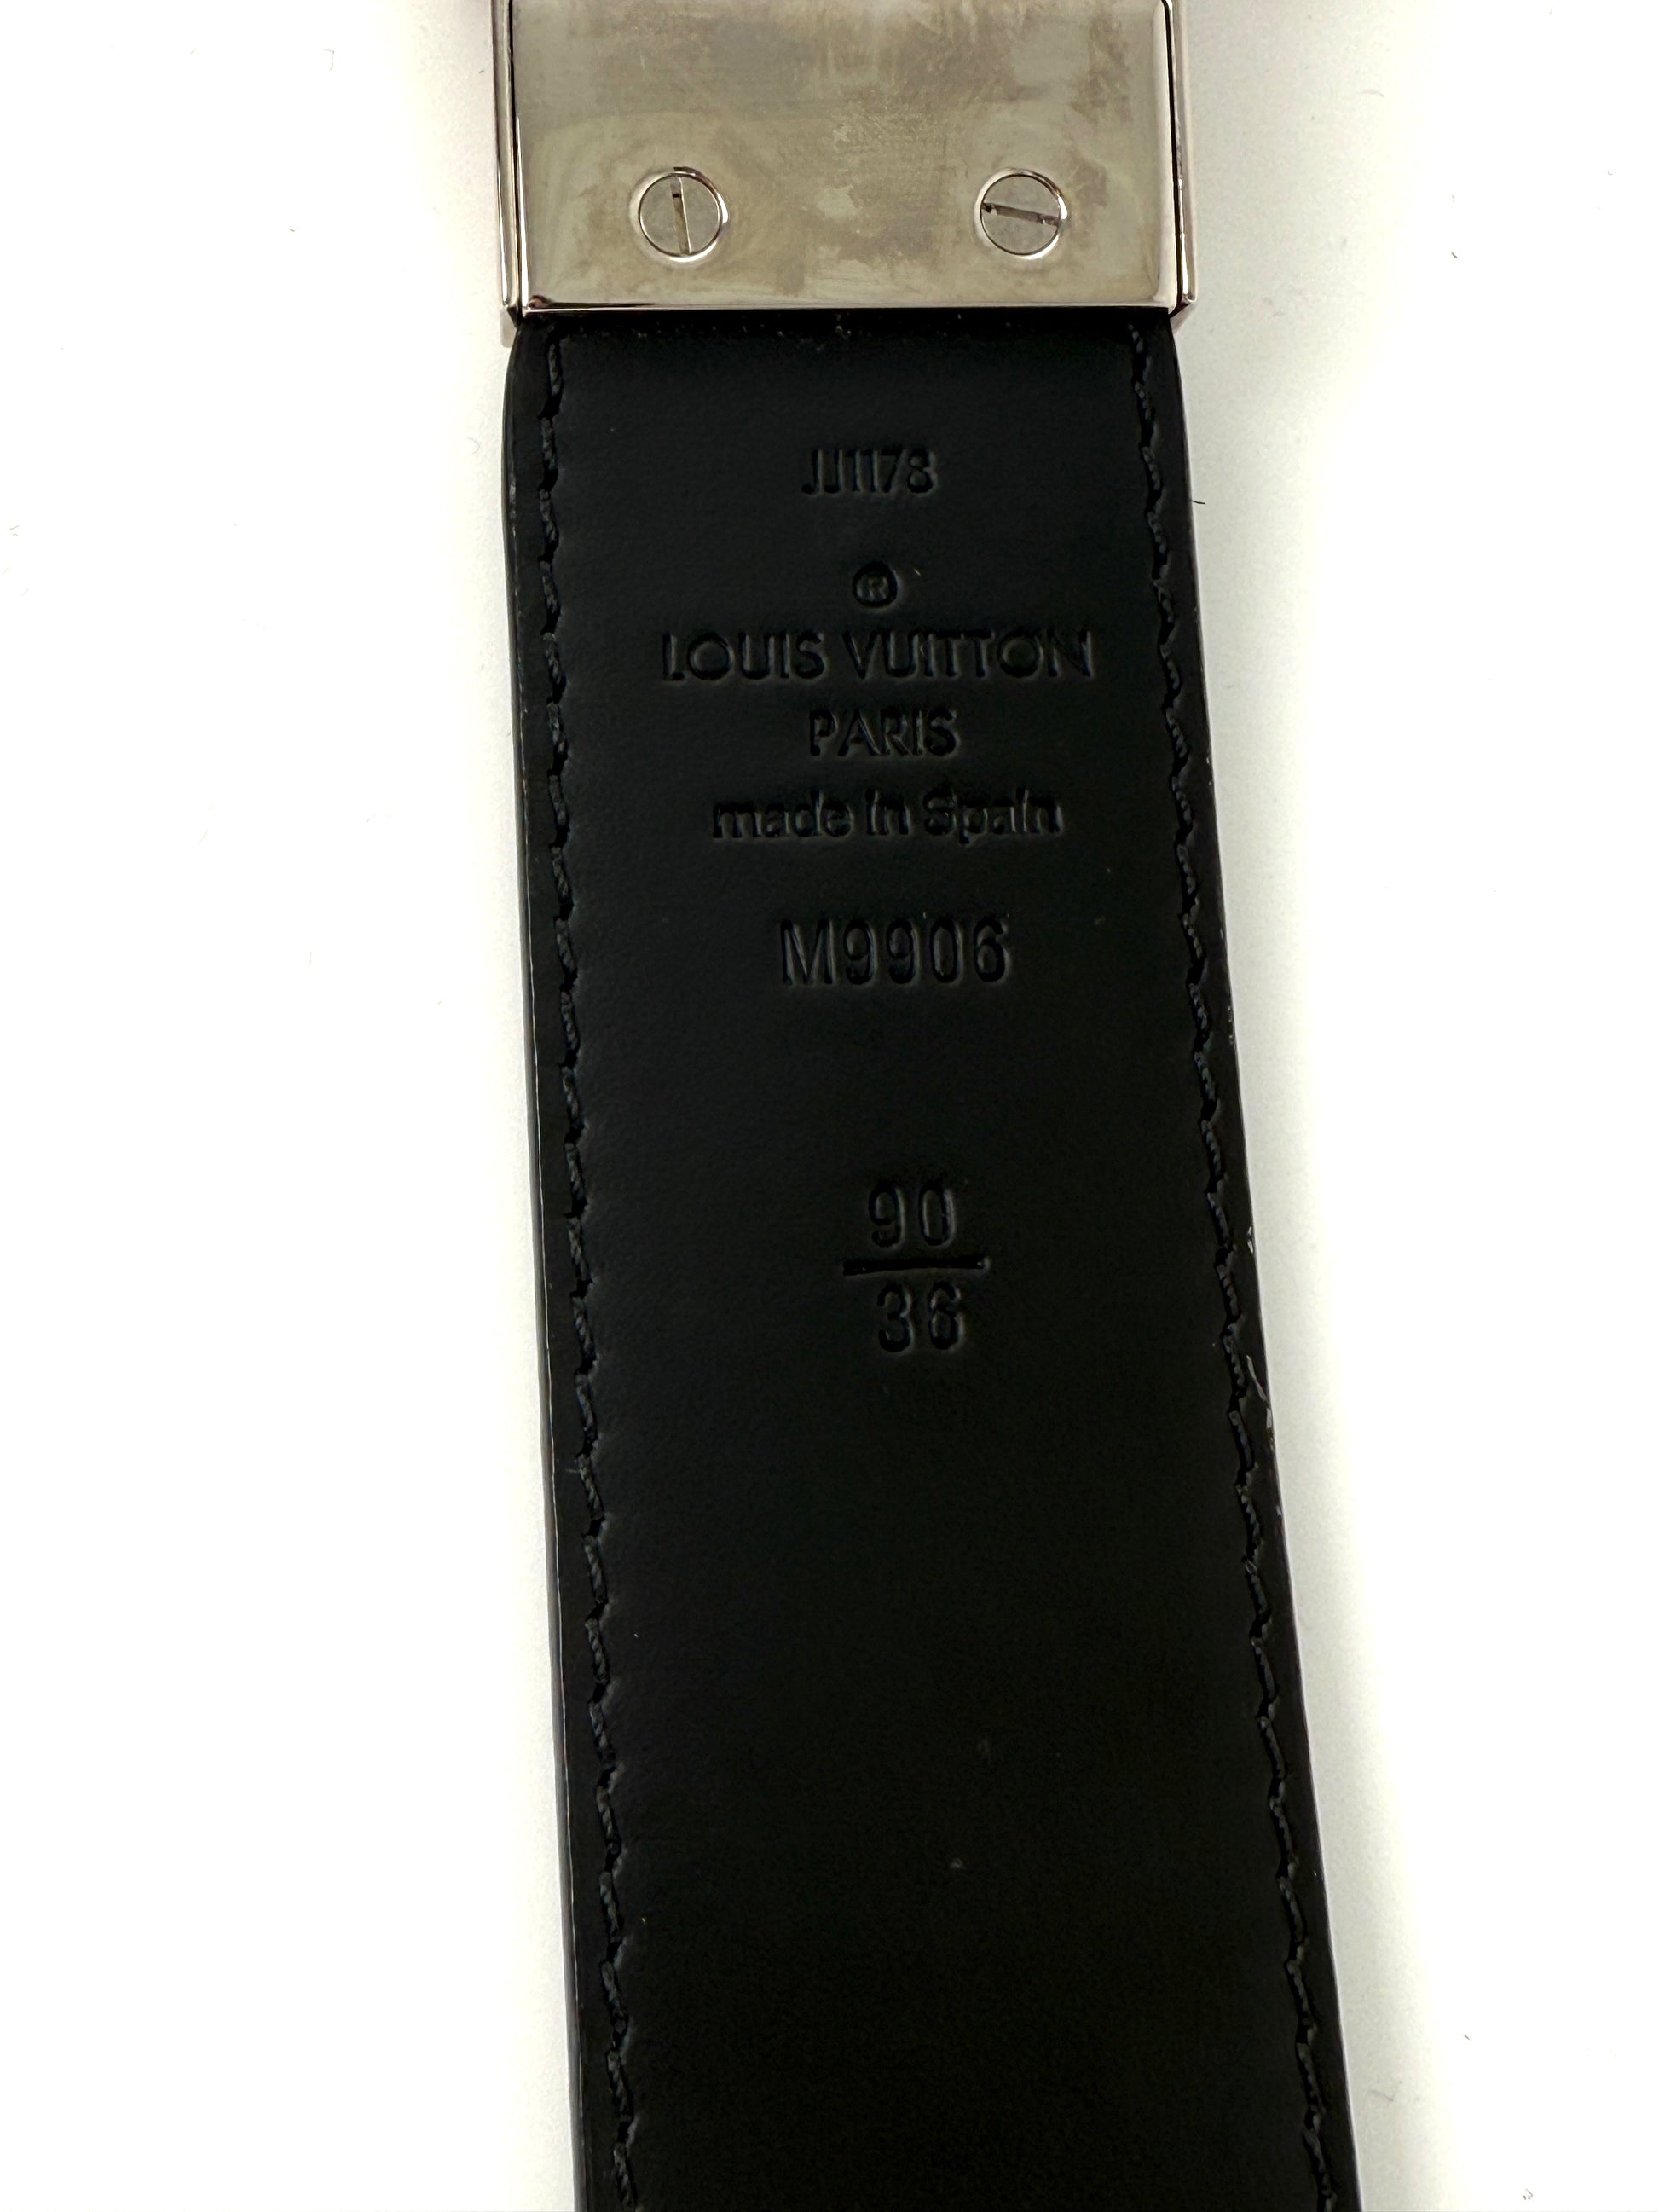 JJ1178
®
LOUIS VUITTON
PARIS
made in Spain
M9906
90
36